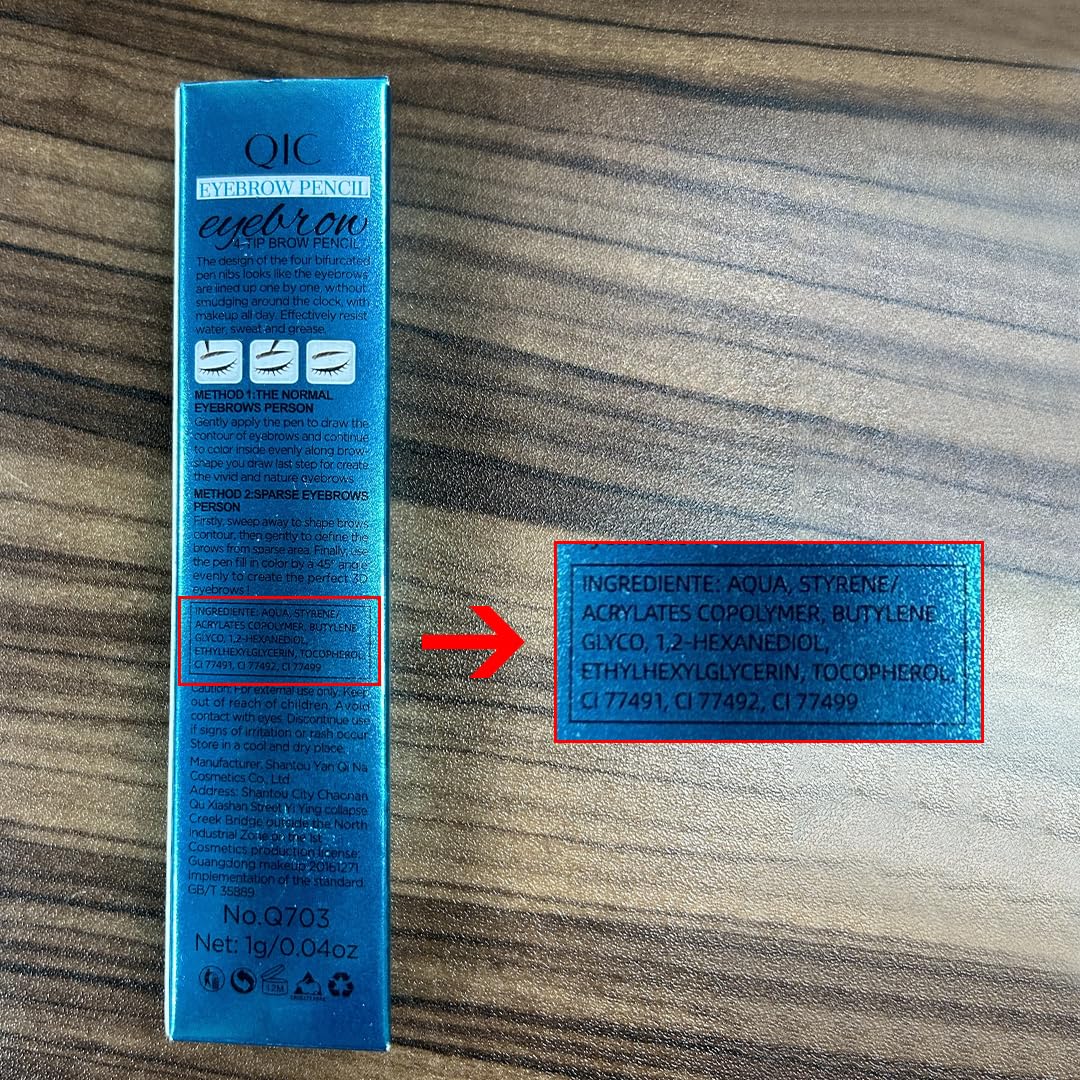 QIC
EYEBROW PENCIL
eyebrow
4-TIP BROW PENCIL
The design of the four bifurcated
pen nibs looks like the eyebrows
are lined up one by one, without
smudging around the clock, with
makeup all day. Effectively resist
water, sweat and grease.
METHOD 1:THE NORMAL
EYEBROWS PERSON
Gently apply the pen to draw the
contour of eyabrows and continue
to color inside evenly along brow-
shape you draw last step for create
the vivid and nature eyebrows
METHOD 2:SPARSE EYEBROWS
PERSON
Firstly, sweep away to shape brows
contour, then gently to define the
brows from sparse area. Finally, use
the pen fill in color by a 45° angle
evenly to create the perfect 3D
eyebrows !
INGREDIENTE: AQUA, STYRENE/
ACRYLATES COPOLYMER, BUTYLENE
GLYCO, 1,2-HEXANEDIOL,
ETHYLHEXYLGLYCERIN, TOCOPHEROL,
CI 77491, CI 77492, CI 77499
Caution: For external use only. Keep
out of reach of children. Avoid
contact with eyes. Discontinue use
if signs of irritation or rash occur.
Store in a cool and dry place.
Manufacturer: Shantou Yan Qi Na
Cosmetics Co., Ltd
Address: Shantou City Chaonan
Qu Xiashan Street Yi Ying collapse
Creek Bridge outside the North
Industrial Zone on the 1st
Cosmetics production license:
Guangdong makeup 20161271
Implementation of the standard:
GB/T 35889
No.Q703
Net: 1g/0.04oz
12M
INGREDIENTE: AQUA, STYRENE/
ACRYLATES COPOLYMER, BUTYLENE
GLYCO, 1,2-HEXANEDIOL,
ETHYLHEXYLGLYCERIN, TOCOPHEROL,
CI 77491, CI 77492, CI 77499